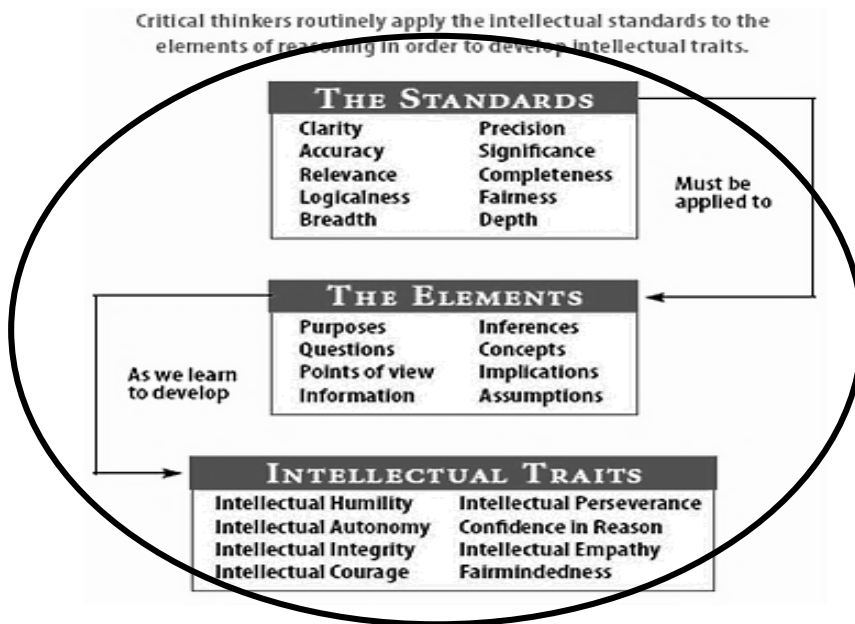 Critical thinkers routinely apply the intellectual standards to the
elements of reasoning in order to develop intellectual traits.
THE STANDARDS
Clarity Precision
Accuracy Significance
Relevance Completeness
Logicalness Fairness
Breadth Depth
Must be
applied to
THE ELEMENTS
Purposes Inferences
Questions Concepts
Points of view Implications
Information Assumptions
As we learn
to develop
INTELLECTUAL TRAITS
Intellectual Humility Intellectual Perseverance
Intellectual Autonomy Confidence in Reason
Intellectual Integrity Intellectual Empathy
Intellectual Courage Fairmindedness